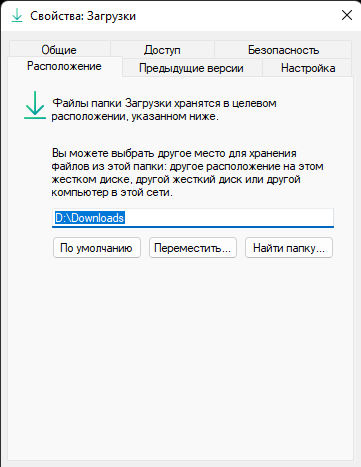 Свойства: Загрузки
Общие Доступ Безопасность
Расположение Предыдущие версии Настройка
Файлы папки Загрузки хранятся в целевом
расположении, указанном ниже.
Вы можете выбрать другое место для хранения
файлов из этой папки: другое расположение на этом
жестком диске, другой жесткий диск или другой
компьютер в этой сети.
D:\Downloads
По умолчанию Переместить... Найти папку...